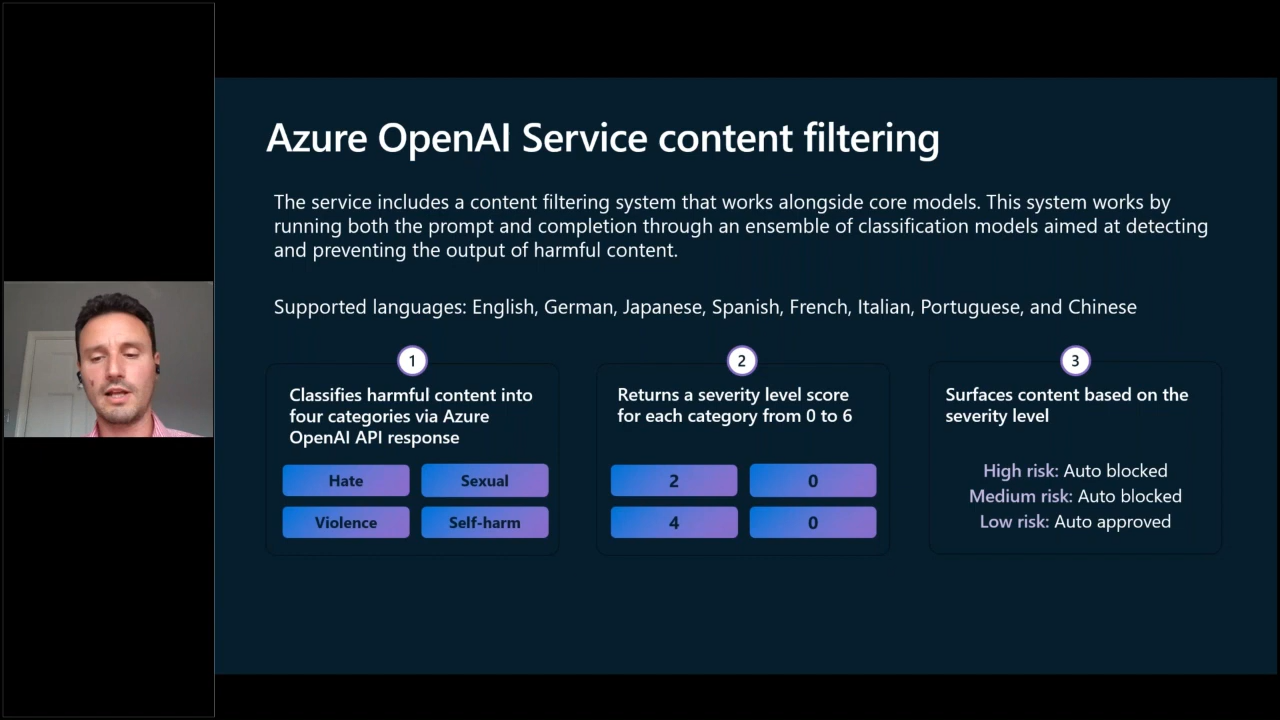 Azure OpenAI Service content filtering
The service includes a content filtering system that works alongside core models. This system works by
running both the prompt and completion through an ensemble of classification models aimed at detecting
and preventing the output of harmful content.
Supported languages: English, German, Japanese, Spanish, French, Italian, Portuguese, and Chinese
1
Classifies harmful content into
four categories via Azure
OpenAI API response
Hate
Sexual
Violence
Self-harm
2
Returns a severity level score
for each category from 0 to 6
2
0
4
0
3
Surfaces content based on the
severity level
High risk: Auto blocked
Medium risk: Auto blocked
Low risk: Auto approved